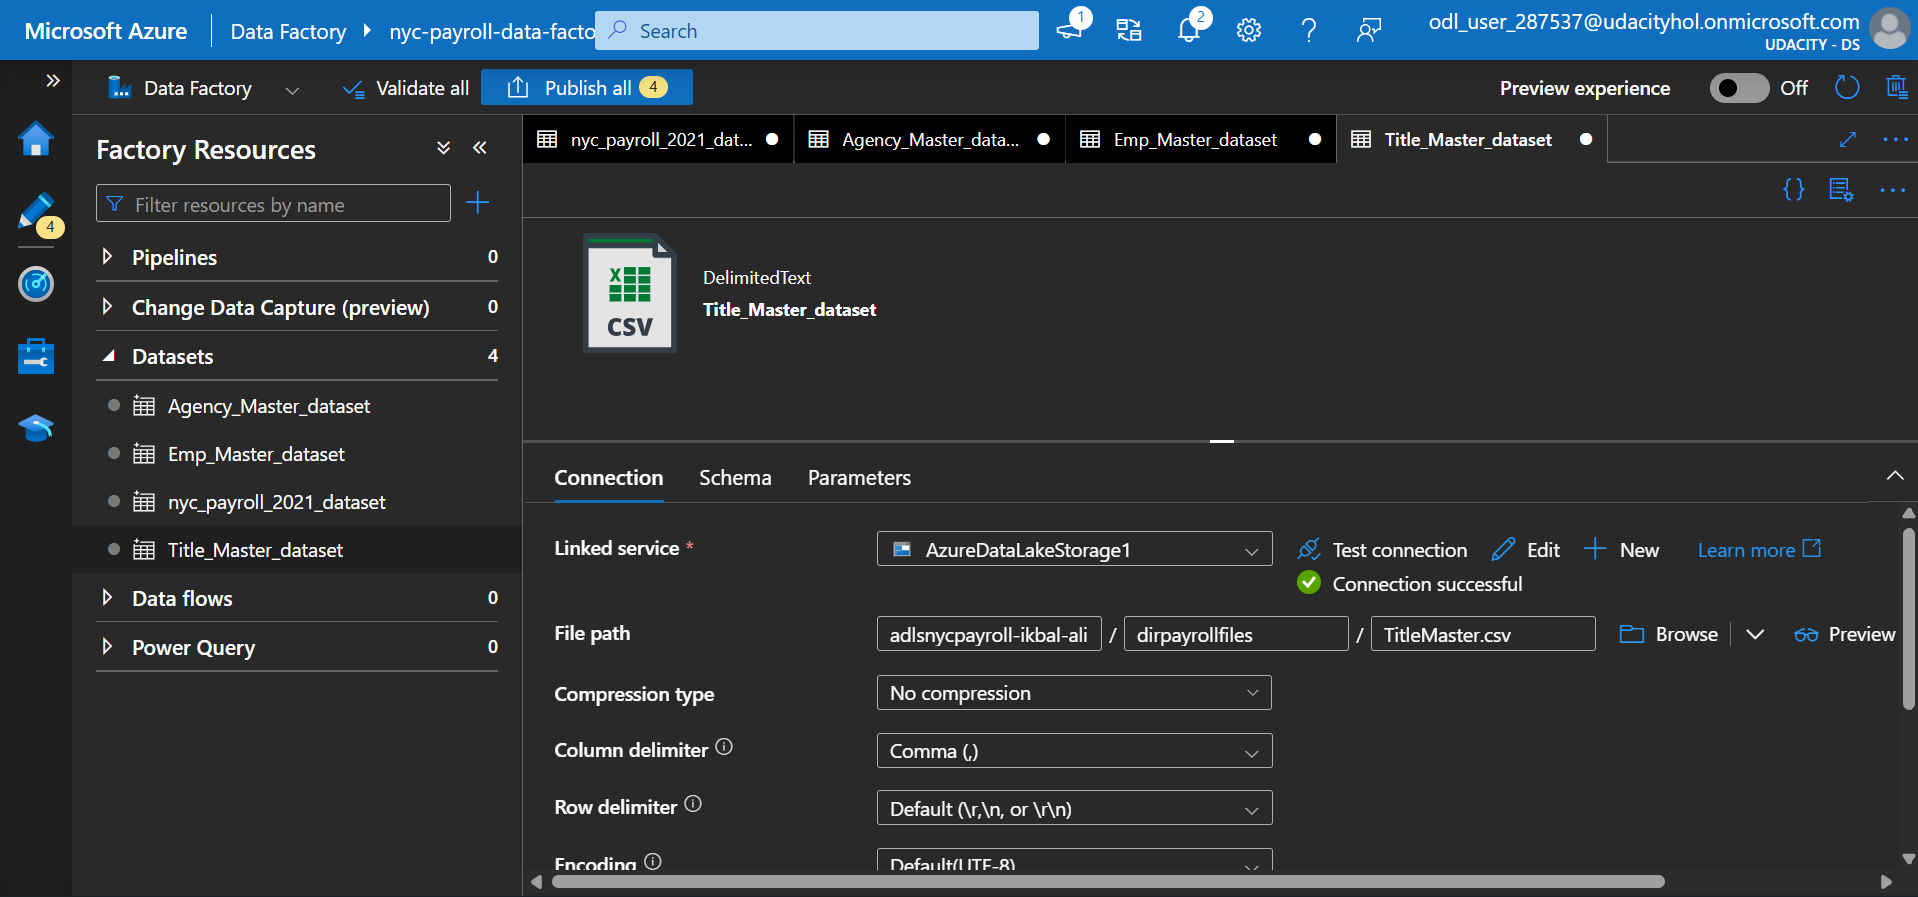 Microsoft Azure
Data Factory
nyc-payroll-data-facto
Search
1
2
odl_user_287537@udacityhol.onmicrosoft.com
UDACITY - DS
Data Factory
Validate all
Publish all
4
Preview experience
Off
Factory Resources
Filter resources by name
4
Pipelines
0
Change Data Capture (preview)
0
Datasets
4
Agency_Master_dataset
Emp_Master_dataset
nyc_payroll_2021_dataset
Title_Master_dataset
Data flows
0
Power Query
0
nyc_payroll_2021_dat...
Agency_Master_data...
Emp_Master_dataset
Title_Master_dataset
{}
X
CSV
DelimitedText
Title_Master_dataset
Connection
Schema
Parameters
Linked service *
AzureDataLakeStorage1
Test connection
Edit
New
Learn more
Connection successful
File path
adlsnycpayroll-ikbal-ali / dirpayrollfiles / TitleMaster.csv
Browse
Preview
Compression type
No compression
Column delimiter
Comma (,)
Row delimiter
Default (\r,\n, or \r\n)
Encoding
Default(UTF-8)